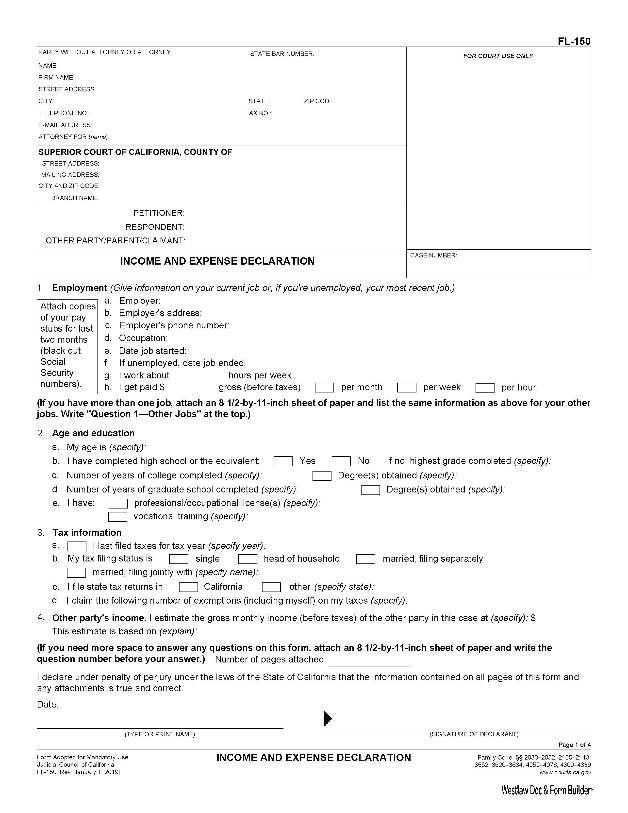 FL-150
PARTY WITHOUT ATTORNEY OR ATTORNEY STATE BAR NUMBER: FOR COURT USE ONLY
NAME:
FIRM NAME:
STREET ADDRESS:
CITY: STATE: ZIP CODE:
TELEPHONE NO.: FAX NO.:
E-MAIL ADDRESS:
ATTORNEY FOR (name):
SUPERIOR COURT OF CALIFORNIA, COUNTY OF
STREET ADDRESS:
MAILING ADDRESS:
CITY AND ZIP CODE:
BRANCH NAME:
PETITIONER:
RESPONDENT:
OTHER PARTY/PARENT/CLAIMANT:
INCOME AND EXPENSE DECLARATION CASE NUMBER:
1. Employment (Give information on your current job or, if you're unemployed, your most recent job.)
Attach copies of your pay stubs for last two months (black out Social Security numbers).
a. Employer:
b. Employer's address:
c. Employer's phone number:
d. Occupation:
e. Date job started:
f. If unemployed, date job ended:
g. I work about hours per week.
h. I get paid $ gross (before taxes) per month per week per hour.
(If you have more than one job, attach an 8 1/2-by-11-inch sheet of paper and list the same information as above for your other
jobs. Write "Question 1—Other Jobs" at the top.)
2. Age and education
a. My age is (specify):
b. I have completed high school or the equivalent: Yes No If no, highest grade completed (specify):
c. Number of years of college completed (specify): Degree(s) obtained (specify):
d. Number of years of graduate school completed (specify): Degree(s) obtained (specify):
e. I have: professional/occupational license(s) (specify):
vocational training (specify):
3. Tax information
a. I last filed taxes for tax year (specify year):
b. My tax filing status is single head of household married, filing separately
married, filing jointly with (specify name):
c. I file state tax returns in California other (specify state):
d. I claim the following number of exemptions (including myself) on my taxes (specify):
4. Other party's income. I estimate the gross monthly income (before taxes) of the other party in this case at (specify): $
This estimate is based on (explain):
(If you need more space to answer any questions on this form, attach an 8 1/2-by-11-inch sheet of paper and write the
question number before your answer.) Number of pages attached:
I declare under penalty of perjury under the laws of the State of California that the information contained on all pages of this form and
any attachments is true and correct.
Date:
(TYPE OR PRINT NAME) (SIGNATURE OF DECLARANT)
Page 1 of 4
Form Adopted for Mandatory Use
Judicial Council of California
FL-150 [Rev. January 1, 2019]
INCOME AND EXPENSE DECLARATION
Family Code, §§
www.courts.ca.gov
Westlaw Doc & Form Builder